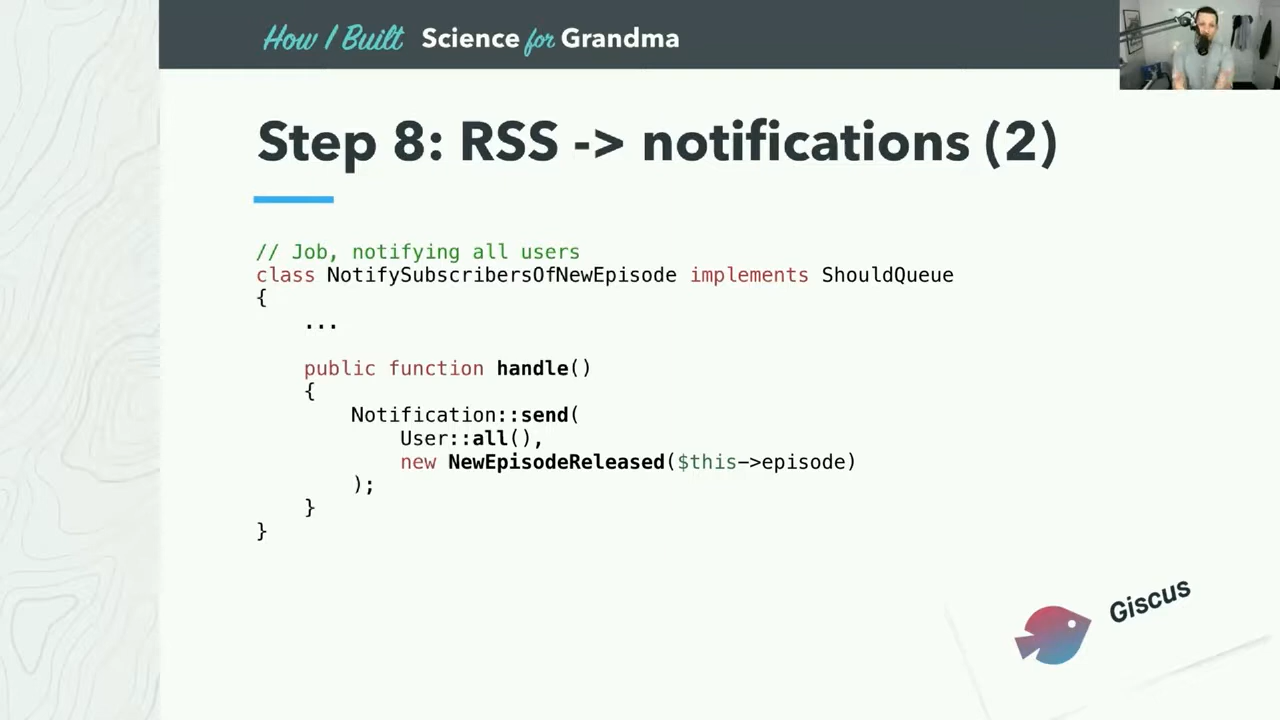 How I Built Science for Grandma
Step 8: RSS -> notifications (2)
// Job, notifying all users
class NotifySubscribersOfNewEpisode implements ShouldQueue
{
...
public function handle()
{
Notification::send(
User::all(),
new NewEpisodeReleased($this->episode)
);
}
}
Giscus